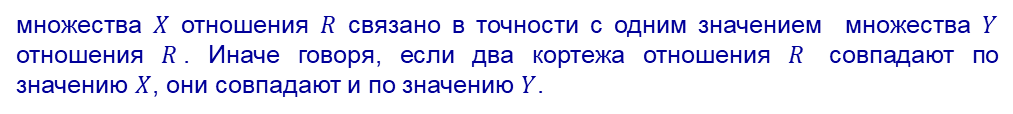 множества X отношения R связано в точности с одним значением множества Y
отношения R. Иначе говоря, если два кортежа отношения R совпадают по
значению X, они совпадают и по значению Y.